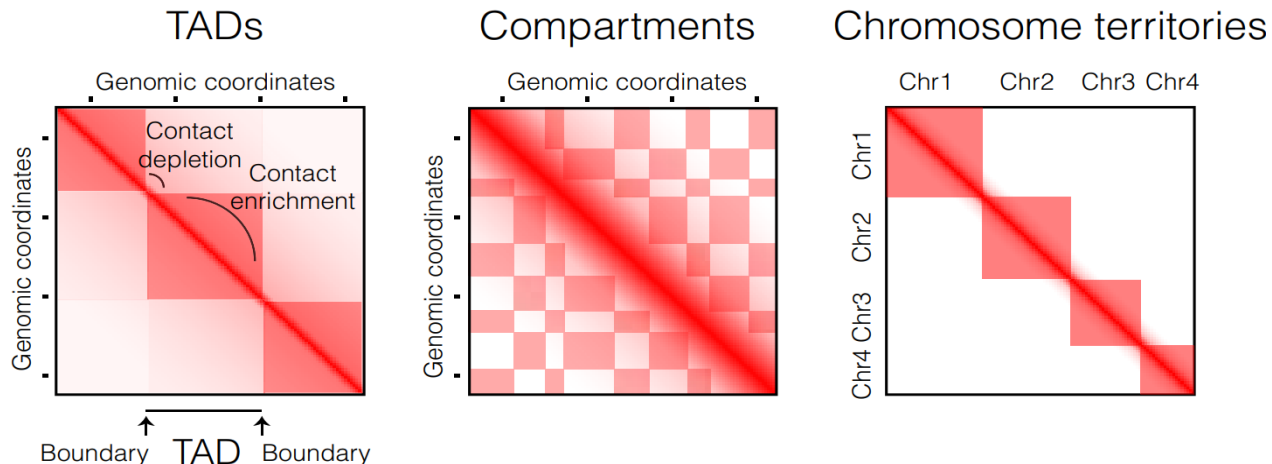 TADs
Genomic coordinates
Genomic coordinates
Contact
depletion
Contact
enrichment
Boundary
TAD
Boundary
Compartments
Genomic coordinates
Genomic coordinates
Chromosome territories
Chr1
Chr2
Chr3
Chr4
Chr1
Chr2
Chr3
Chr4